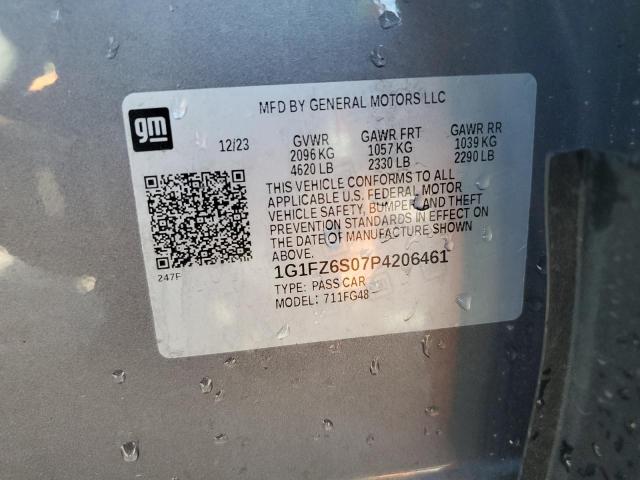 MFD BY GENERAL MOTORS LLC
gm
12/23
GVWR
2096 KG
4620 LB
GAWR FRT
1057 KG
2330 LB
GAWR RR
1039 KG
2290 LB
THIS VEHICLE CONFORMS TO ALL
APPLICABLE U.S. FEDERAL MOTOR
VEHICLE SAFETY, BUMPER, AND THEFT
PREVENTION STANDARDS IN EFFECT ON
THE DATE OF MANUFACTURE SHOWN
ABOVE.
247F
1G1FZ6S07P4206461
TYPE: PASS CAR
MODEL: 711FG48